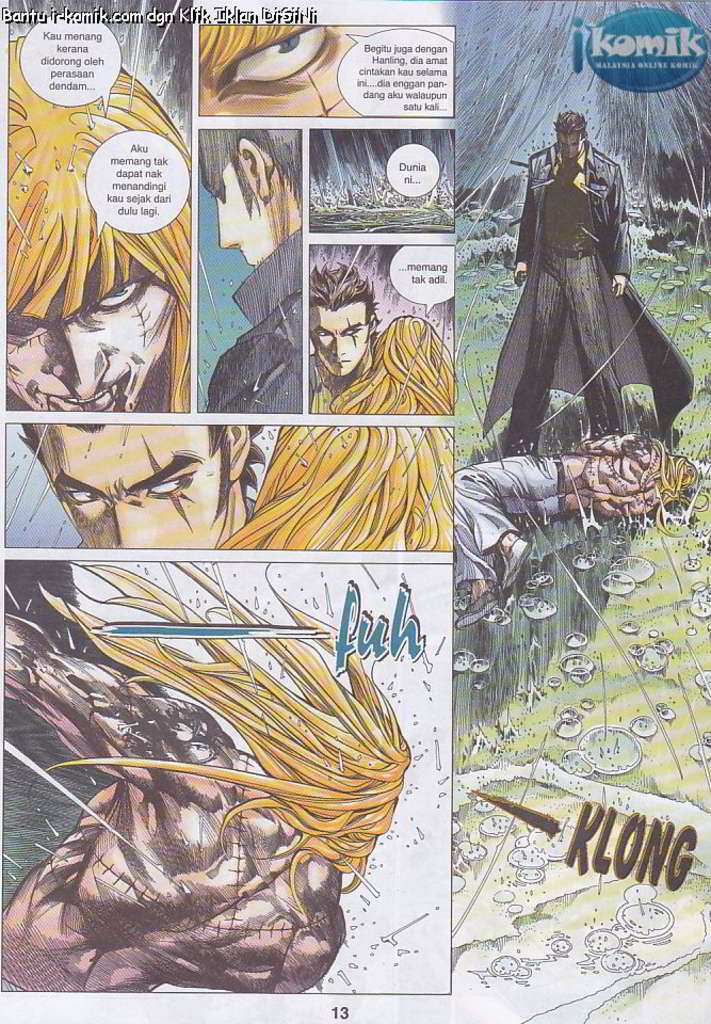 Bantu i-komik.com dgn Klik Iklan DiSiNi
ikomik
MALAYSIA ONLINE KOMIK
Kau menang
kerana
didorong oleh
perasaan
dendam...
Aku
memang tak
dapat nak
menandingi
kau sejak dari
dulu lagi.
Begitu juga dengan
Hanling, dia amat
cintakan kau selama
ini....dia enggan pan-
dang aku walaupun
satu kali...
Dunia
ni...
...memang
tak adil.
fuh
KLONG
13